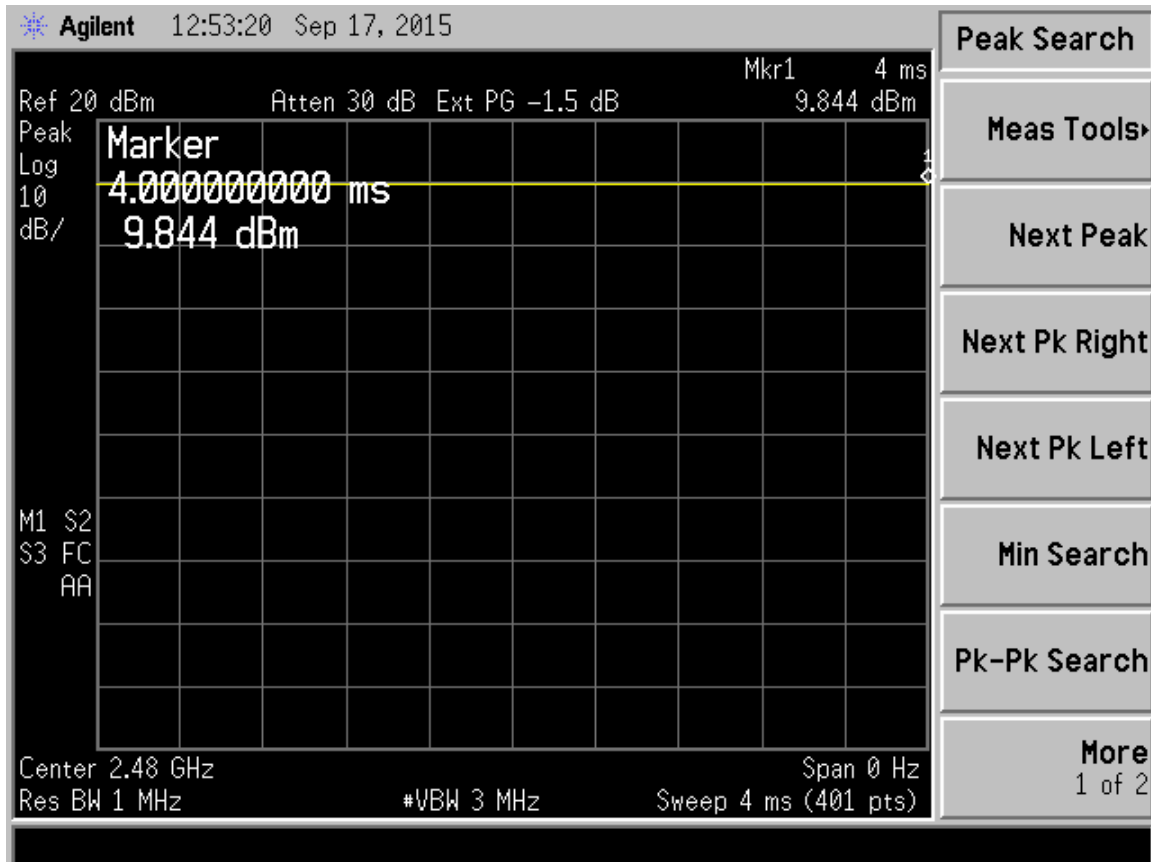 Agilent 12:53:20 Sep 17, 2015
Mkr1 4 ms
Ref 20 dBm Atten 30 dB Ext PG -1.5 dB 9.844 dBm
Peak
Log
10
dB/
Marker
4.000000000 ms
9.844 dBm
1
M1 S2
S3 FC
AA
Center 2.48 GHz Span 0 Hz
Res BW 1 MHz #VBW 3 MHz Sweep 4 ms (401 pts)
Peak Search
Meas Tools
Next Peak
Next Pk Right
Next Pk Left
Min Search
Pk-Pk Search
More
1 of 2